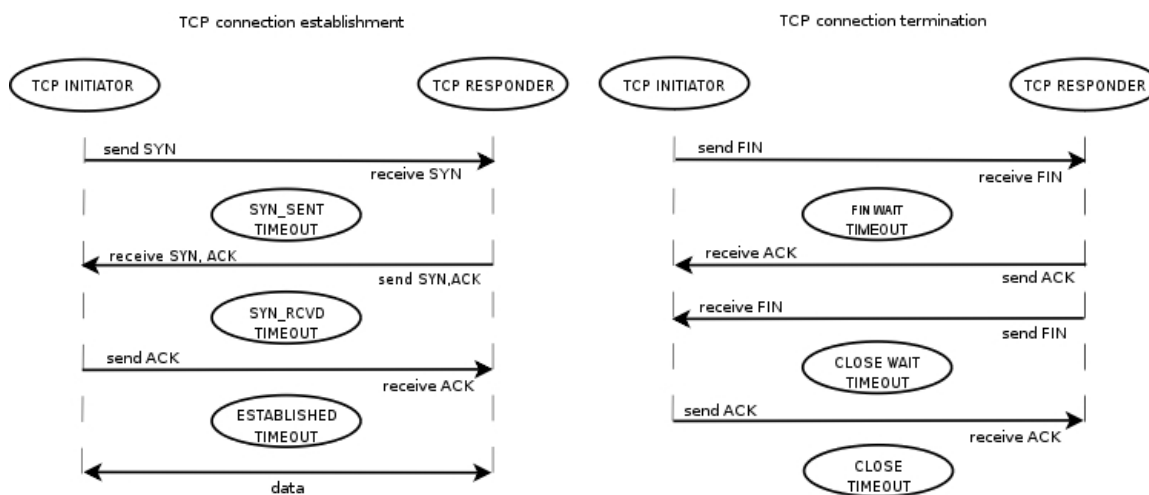 TCP connection establishment
TCP INITIATOR
TCP RESPONDER
send SYN
receive SYN
SYN_SENT
TIMEOUT
receive SYN, ACK
send SYN,ACK
SYN_RCVD
TIMEOUT
send ACK
receive ACK
ESTABLISHED
TIMEOUT
data
TCP connection termination
TCP INITIATOR
TCP RESPONDER
send FIN
receive FIN
FIN WAIT
TIMEOUT
receive ACK
send ACK
receive FIN
send FIN
CLOSE WAIT
TIMEOUT
send ACK
receive ACK
CLOSE
TIMEOUT